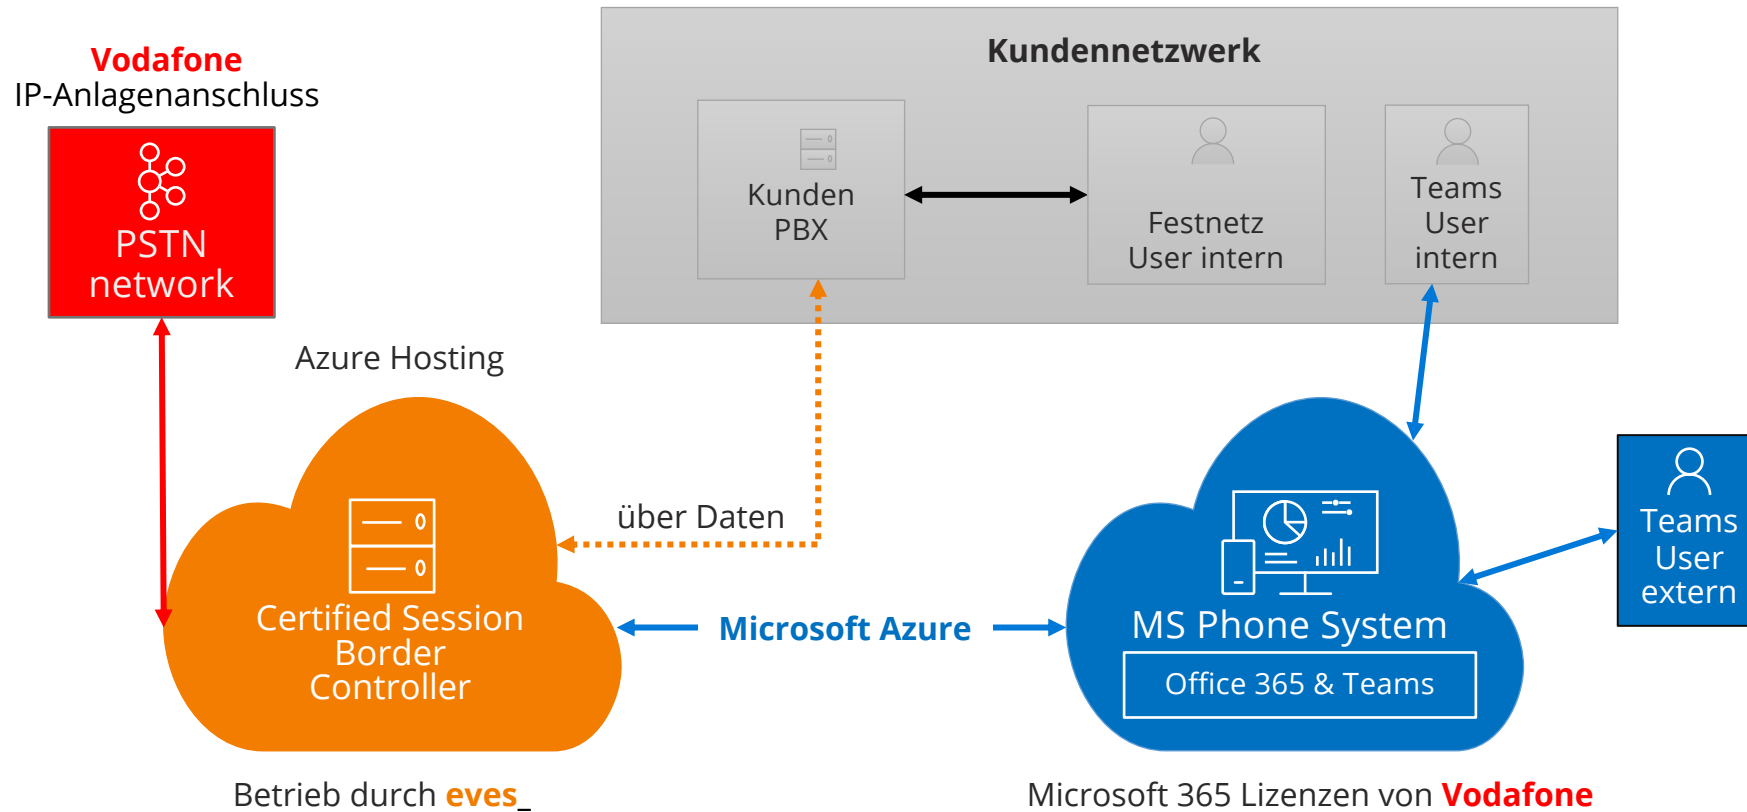 Vodafone
IP-Anlagenanschluss
PSTN
network
Kundennetzwerk
Kunden
PBX
Festnetz
User intern
Teams
User
intern
Azure Hosting
über Daten
Certified Session
Border
Controller
Microsoft Azure
MS Phone System
Office 365 & Teams
Teams
User
extern
Betrieb durch eves_
Microsoft 365 Lizenzen von Vodafone